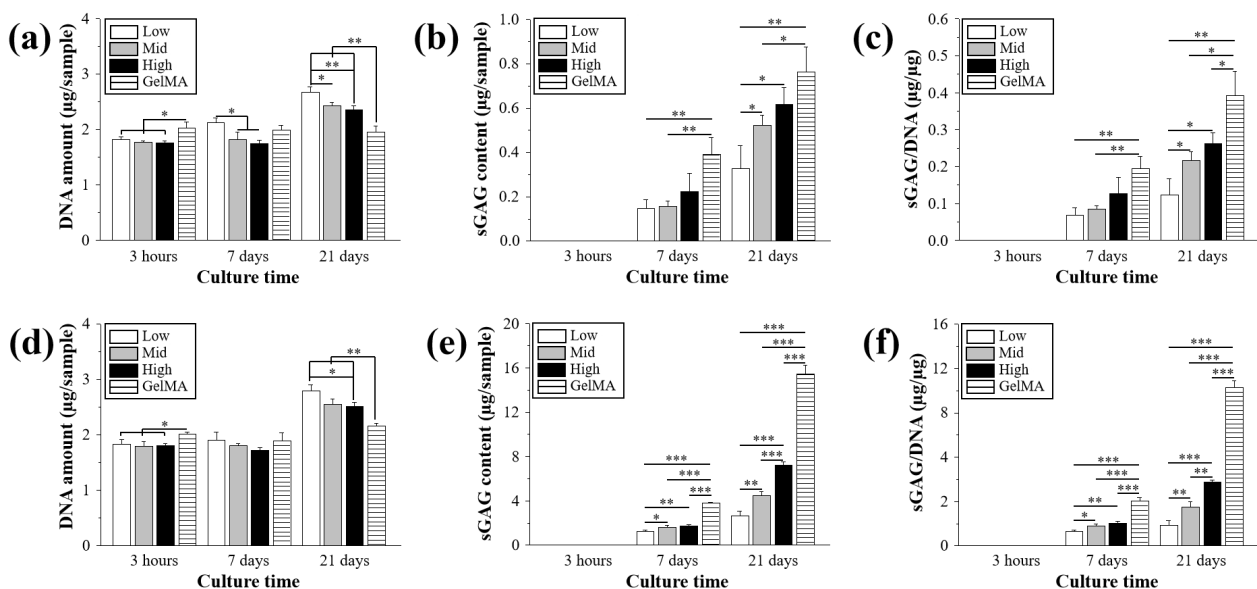 (a)
DNA amount (µg/sample)
4
3
2
1
0
Low
Mid
High
GelMA
*
*
**
**
*
3 hours
7 days
21 days
Culture time
(b)
sGAG content (µg/sample)
1.0
0.8
0.6
0.4
0.2
0.0
Low
Mid
High
GelMA
**
**
**
*
*
*
3 hours
7 days
21 days
Culture time
(c)
sGAG/DNA (µg/µg)
0.6
0.5
0.4
0.3
0.2
0.1
0.0
Low
Mid
High
GelMA
**
**
**
*
*
*
*
3 hours
7 days
21 days
Culture time
(d)
DNA amount (µg/sample)
4
3
2
1
0
Low
Mid
High
GelMA
*
**
*
3 hours
7 days
21 days
Culture time
(e)
sGAG content (µg/sample)
20
16
12
8
4
0
Low
Mid
High
GelMA
***
***
***
**
*
***
***
***
***
***
**
3 hours
7 days
21 days
Culture time
(f)
sGAG/DNA (µg/µg)
16
12
8
4
2
0
Low
Mid
High
GelMA
***
***
***
**
*
***
***
***
***
**
**
3 hours
7 days
21 days
Culture time